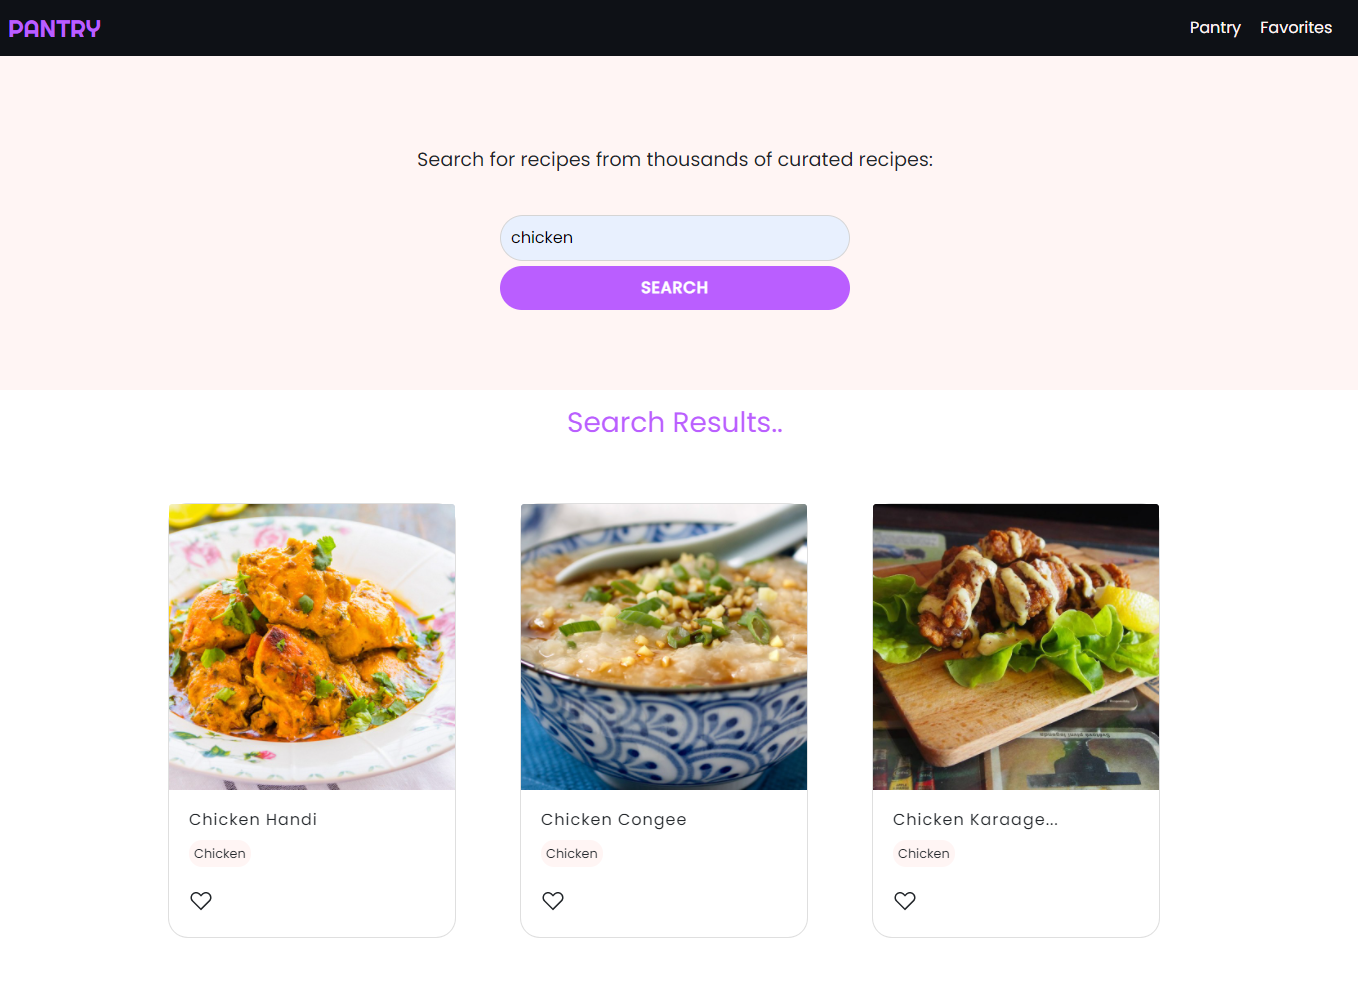 PANTRY
Pantry Favorites
Search for recipes from thousands of curated recipes:
chicken
SEARCH
Search Results..
Chicken Handi
Chicken
Chicken Congee
Chicken
Chicken Karaage...
Chicken